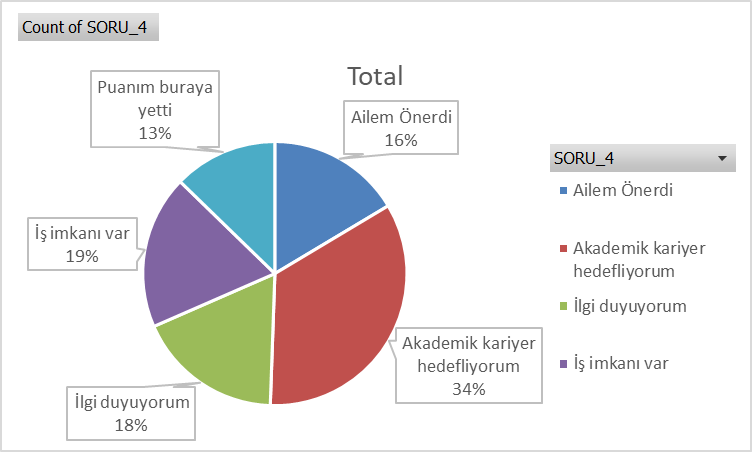 Count of SORU_4
Total
Puanım buraya
yetti
13%
Ailem Önerdi
16%
İş imkanı var
19%
Akademik kariyer
hedefliyorum
34%
İlgi duyuyorum
18%
SORU_4
Ailem Önerdi
Akademik kariyer
hedefliyorum
İlgi duyuyorum
İş imkanı var